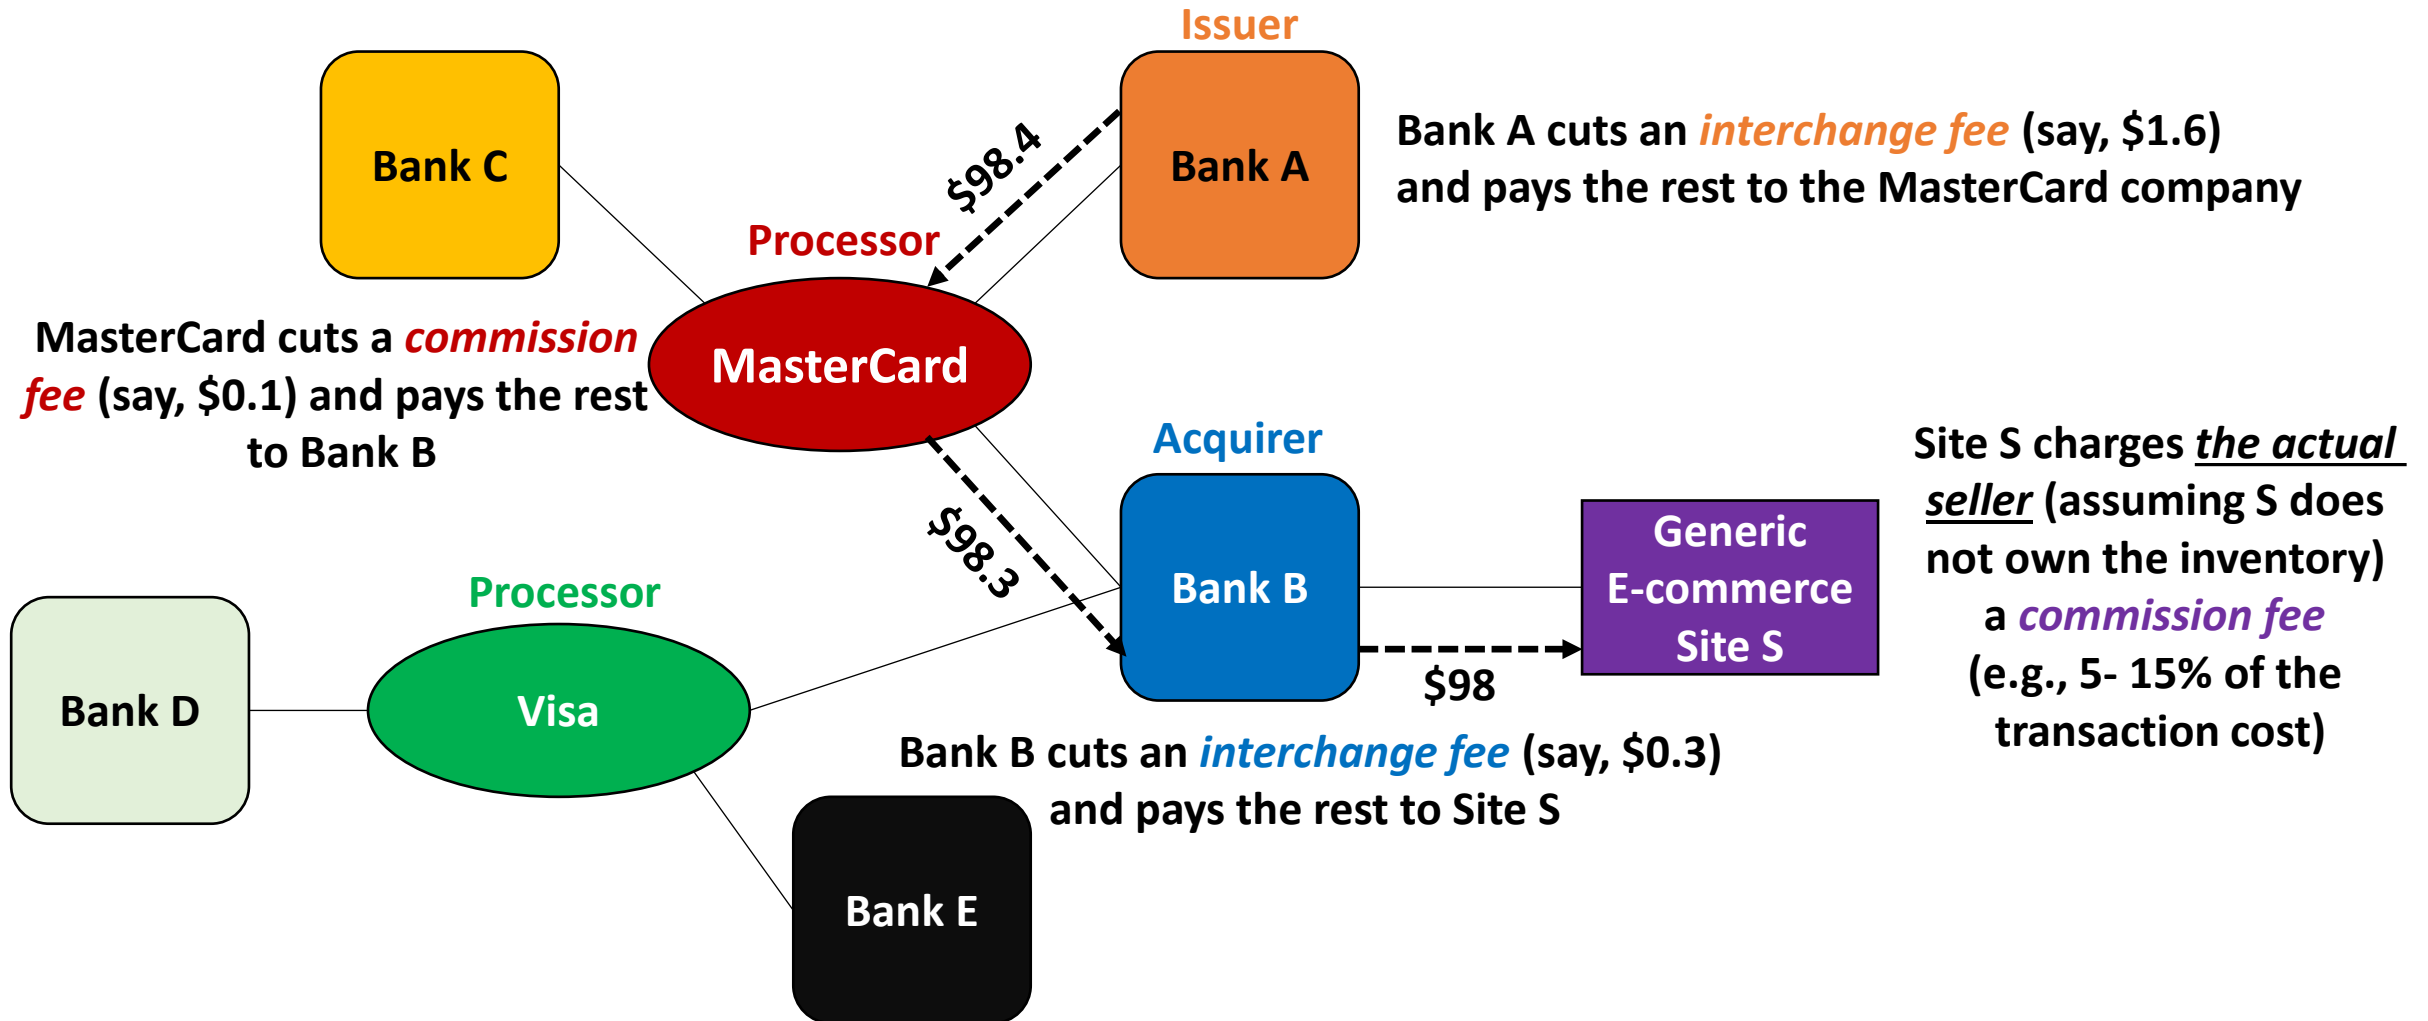 Issuer
Bank C
Bank A
$98.4
Bank A cuts an interchange fee (say, $1.6)
and pays the rest to the MasterCard company
Processor
MasterCard
MasterCard cuts a commission
fee (say, $0.1) and pays the rest
to Bank B
Acquirer
$98.3
Bank B
Generic
E-commerce
Site S
$98
Site S charges the actual
seller (assuming S does
not own the inventory)
a commission fee
(e.g., 5- 15% of the
transaction cost)
Processor
Bank D
Visa
Bank B cuts an interchange fee (say, $0.3)
and pays the rest to Site S
Bank E